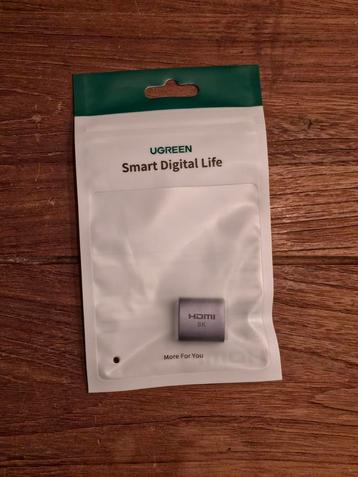 UGREEN
Smart Digital Life
HDMI
8K
More For You